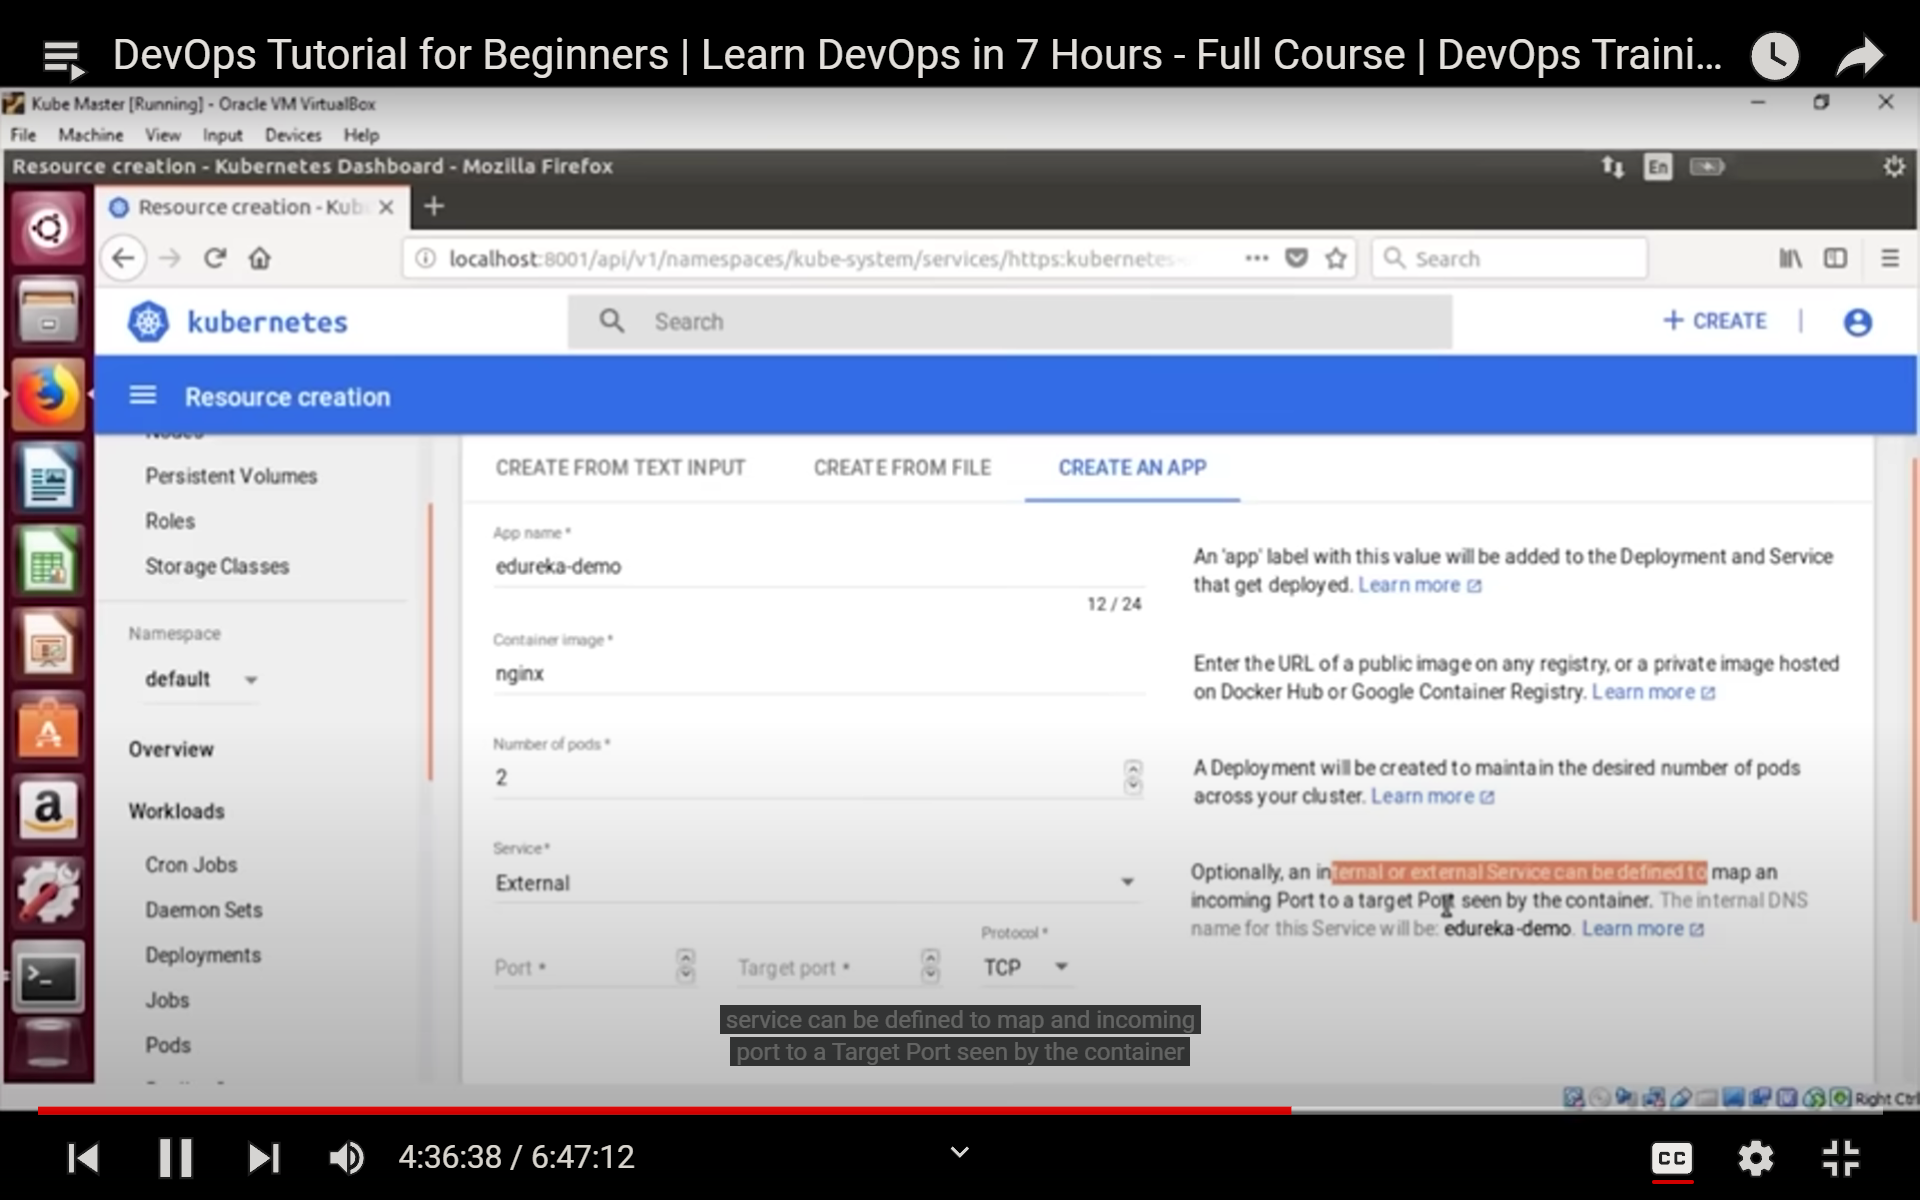 DevOps Tutorial for Beginners | Learn DevOps in 7 Hours - Full Course | DevOps Traini...
Kube Master [Running] - Oracle VM VirtualBox
File Machine View Input Devices Help
Resource creation - Kubernetes Dashboard - Mozilla Firefox
En
Resource creation - Kub
localhost:8001/api/v1/namespaces/kube-system/services/https:kubernetes-
Search
kubernetes
Search
+ CREATE
Resource creation
Nodes
Persistent Volumes
Roles
Storage Classes
Namespace
default
Overview
Workloads
Cron Jobs
Daemon Sets
Deployments
Jobs
Pods
CREATE FROM TEXT INPUT
CREATE FROM FILE
CREATE AN APP
App name *
edureka-demo
12 / 24
An 'app' label with this value will be added to the Deployment and Service
that get deployed. Learn more
Container image *
nginx
Enter the URL of a public image on any registry, or a private image hosted
on Docker Hub or Google Container Registry. Learn more
Number of pods *
2
A Deployment will be created to maintain the desired number of pods
across your cluster. Learn more
Service *
External
Optionally, an internal or external Service can be defined to map an
incoming Port to a target Port seen by the container. The internal DNS
name for this Service will be: edureka-demo. Learn more
Port *
Target port *
Protocol *
TCP
service can be defined to map and incoming
port to a Target Port seen by the container
Right Ctrl
4:36:38 / 6:47:12
CC